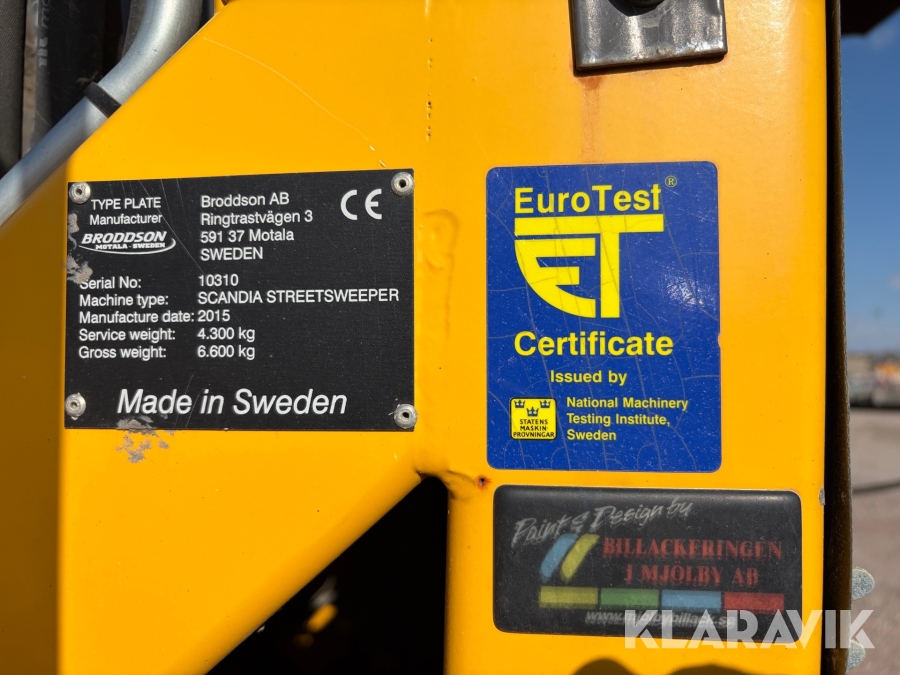 TYPE PLATE
Manufacturer
BRODDSON
MOTALA - SWEDEN
Broddson AB
Ringtrastvägen 3
591 37 Motala
SWEDEN
CE
Serial No: 10310
Machine type: SCANDIA STREETSWEEPER
Manufacture date: 2015
Service weight: 4.300 kg
Gross weight: 6.600 kg
Made in Sweden
EuroTest®
ET
Certificate
Issued by
STATENS
MASKIN-
PROVNINGAR
National Machinery
Testing Institute,
Sweden
Paint & Design by
BILLACKERINGEN
I MJÖLBY AB
KLARAVIK